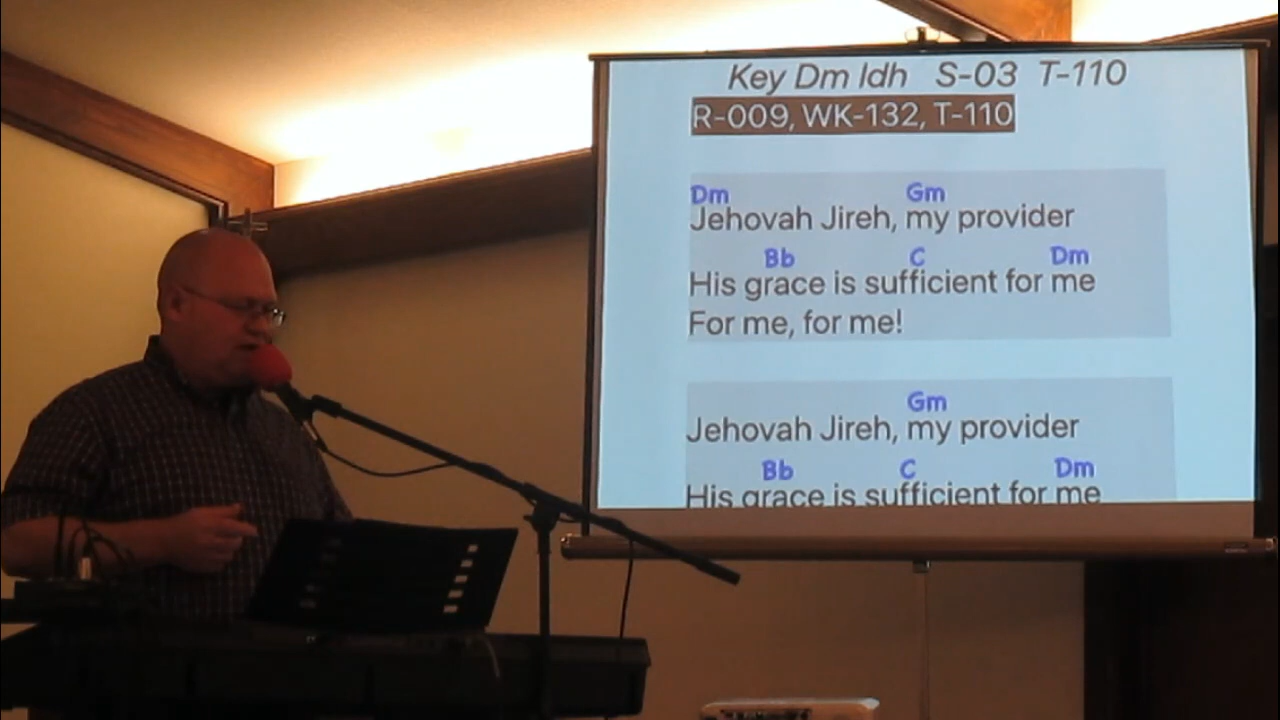 Key Dm Idh S-03 T-110
R-009, WK-132, T-110
Dm Gm
Jehovah Jireh, my provider
Bb C Dm
His grace is sufficient for me
For me, for me!
Gm
Jehovah Jireh, my provider
Bb C Dm
His grace is sufficient for me